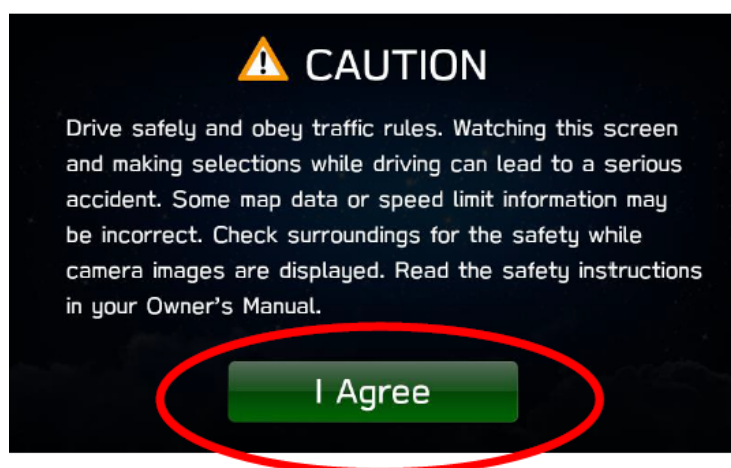 CAUTION
Drive safely and obey traffic rules. Watching this screen
and making selections while driving can lead to a serious
accident. Some map data or speed limit information may
be incorrect. Check surroundings for the safety while
camera images are displayed. Read the safety instructions
in your Owner's Manual.
I Agree